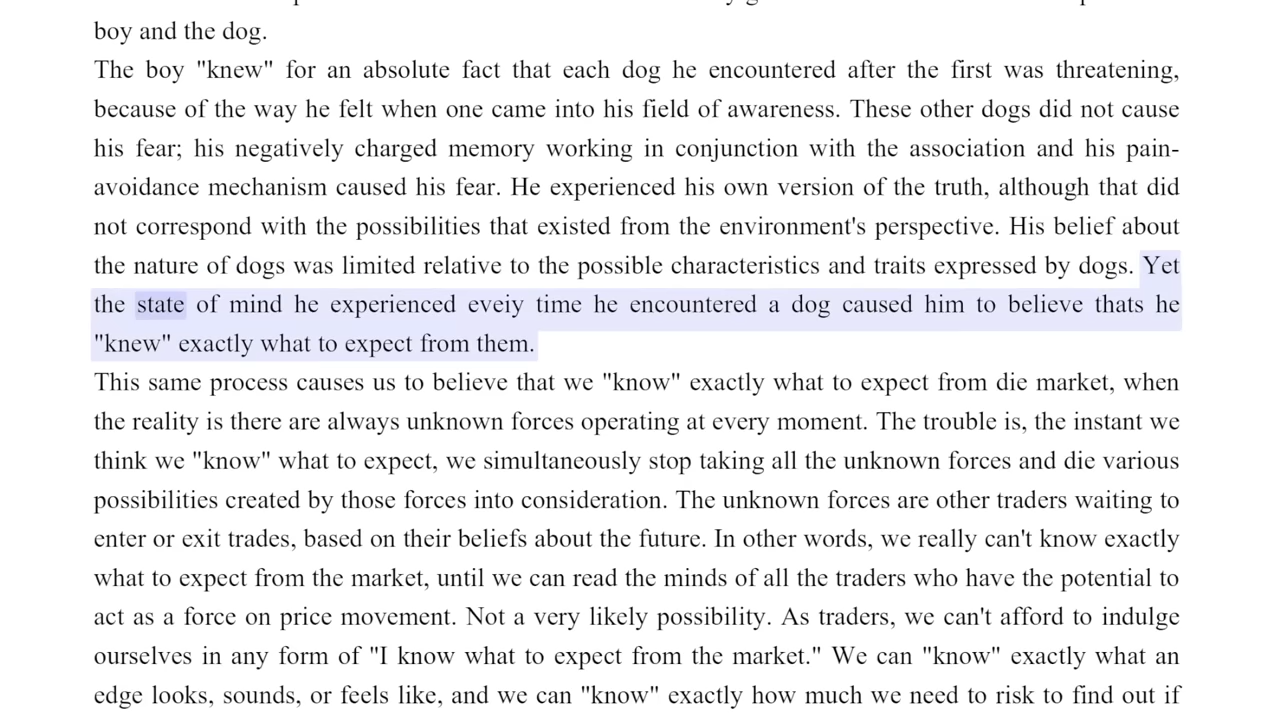 boy and the dog.
The boy "knew" for an absolute fact that each dog he encountered after the first was threatening,
because of the way he felt when one came into his field of awareness. These other dogs did not cause
his fear; his negatively charged memory working in conjunction with the association and his pain-
avoidance mechanism caused his fear. He experienced his own version of the truth, although that did
not correspond with the possibilities that existed from the environment's perspective. His belief about
the nature of dogs was limited relative to the possible characteristics and traits expressed by dogs. Yet
the state of mind he experienced eveiy time he encountered a dog caused him to believe thats he
"knew" exactly what to expect from them.
This same process causes us to believe that we "know" exactly what to expect from die market, when
the reality is there are always unknown forces operating at every moment. The trouble is, the instant we
think we "know" what to expect, we simultaneously stop taking all the unknown forces and die various
possibilities created by those forces into consideration. The unknown forces are other traders waiting to
enter or exit trades, based on their beliefs about the future. In other words, we really can't know exactly
what to expect from the market, until we can read the minds of all the traders who have the potential to
act as a force on price movement. Not a very likely possibility. As traders, we can't afford to indulge
ourselves in any form of "I know what to expect from the market." We can "know" exactly what an
edge looks, sounds, or feels like, and we can "know" exactly how much we need to risk to find out if